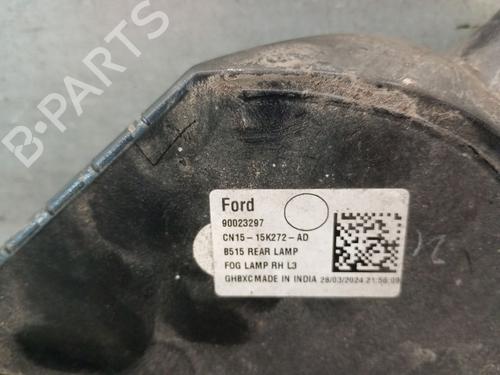 B-PARTS
Ford
90023297
CN15-15K272-AD
B515 REAR LAMP
FOG LAMP RH L3
GHBXCMADE IN INDIA 28/03/2024 21:56:09